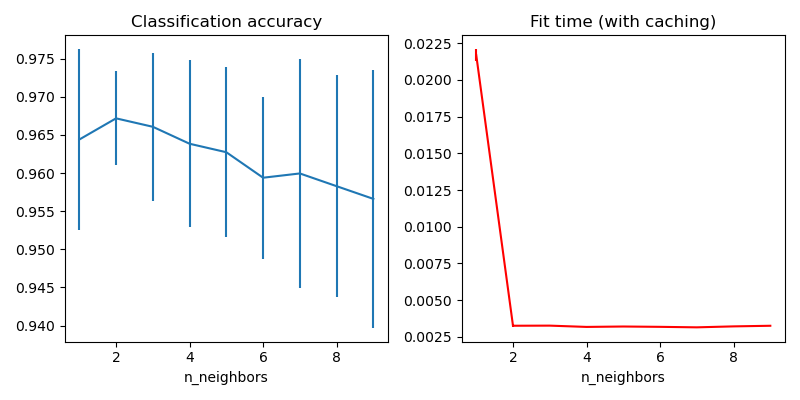 Classification accuracy
0.975
0.970
0.965
0.960
0.955
0.950
0.945
0.940
2 4 6 8
n_neighbors
Fit time (with caching)
0.0225
0.0200
0.0175
0.0150
0.0125
0.0100
0.0075
0.0050
0.0025
2 4 6 8
n_neighbors